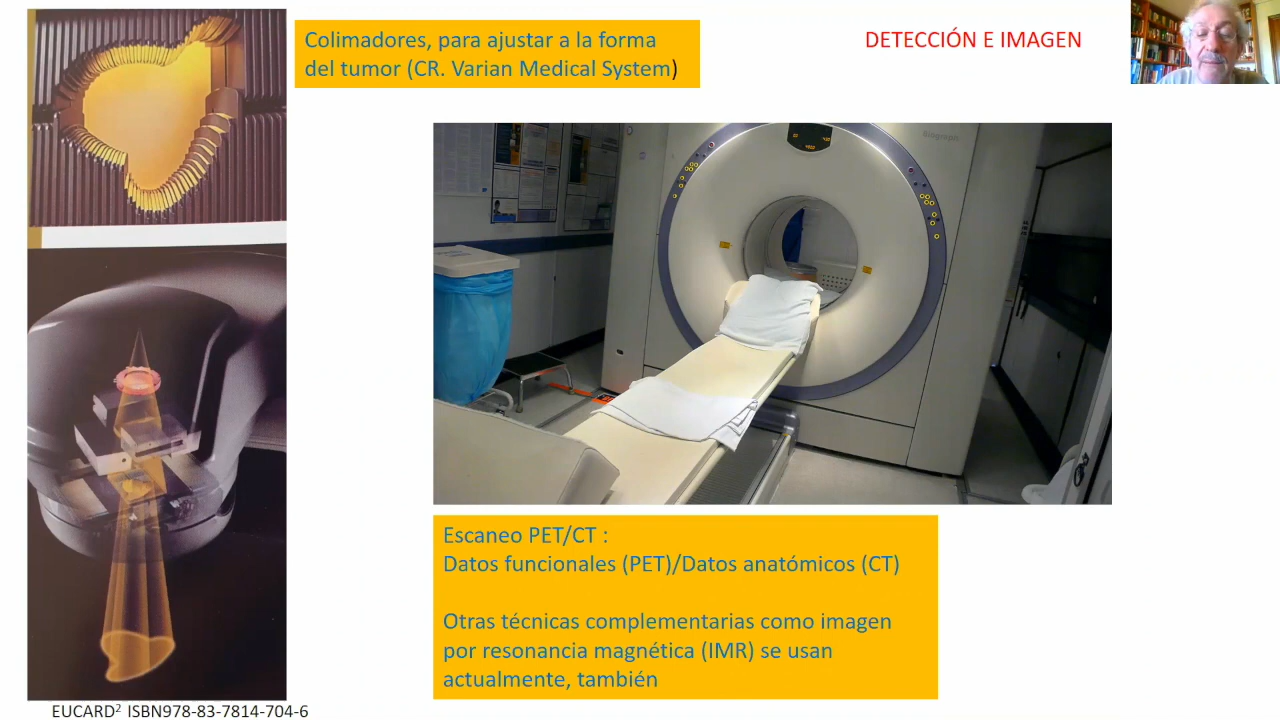 Colimadores, para ajustar a la forma
del tumor (CR. Varian Medical System)
DETECCIÓN E IMAGEN
Escaneo PET/CT :
Datos funcionales (PET)/Datos anatómicos (CT)
Otras técnicas complementarias como imagen
por resonancia magnética (IMR) se usan
actualmente, también
EUCARD² ISBN978-83-7814-704-6